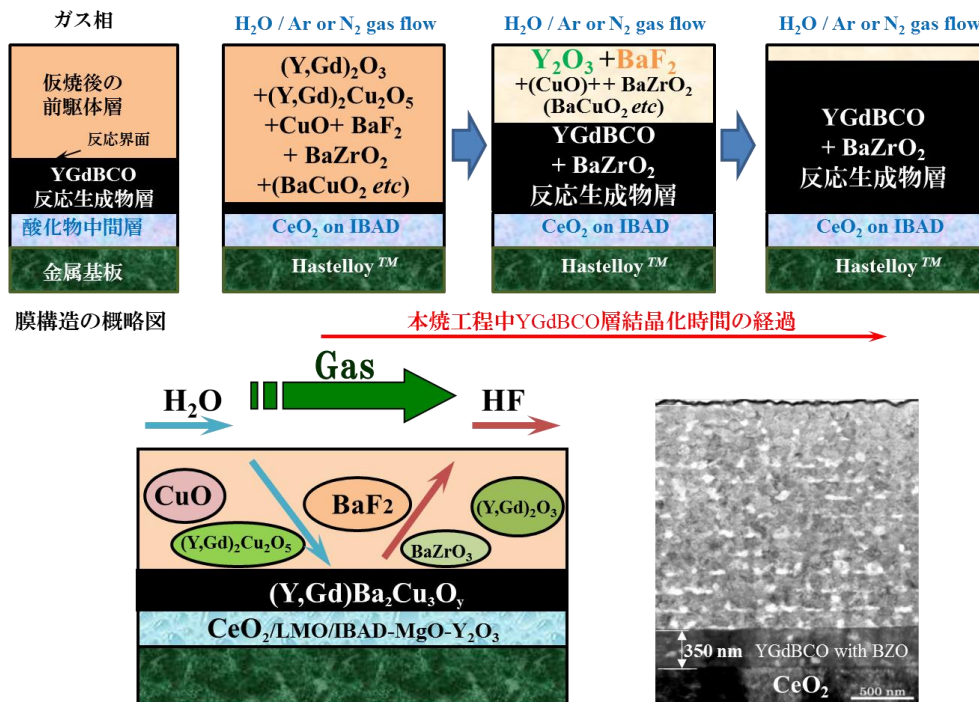 ガス相
H₂O / Ar or N₂ gas flow
H₂O / Ar or N₂ gas flow
H₂O / Ar or N₂ gas flow
仮焼後の
前駆体層
反応界面
YGdBCO
反応生成物層
酸化物中間層
金属基板
(Y,Gd)₂O₃
+(Y,Gd)₂Cu₂O₅
+CuO+ BaF₂
+ BaZrO₂
+(BaCuO₂ etc)
CeO₂ on IBAD
Hastelloy TM
Y₂O₃ +BaF₂
+(CuO)++ BaZrO₂
(BaCuO₂ etc)
YGdBCO
+ BaZrO₂
反応生成物層
CeO₂ on IBAD
Hastelloy TM
YGdBCO
+ BaZrO₂
反応生成物層
CeO₂ on IBAD
Hastelloy TM
膜構造の概略図
本焼工程中YGdBCO層結晶化時間の経過
Gas
H₂O
HF
CuO
BaF₂
(Y,Gd)₂O₃
(Y,Gd)₂Cu₂O₅
BaZrO₃
(Y,Gd)Ba₂Cu₃Oy
CeO₂/LMO/IBAD-MgO-Y₂O₃
350 nm YGdBCO with BZO
CeO₂
500 nm